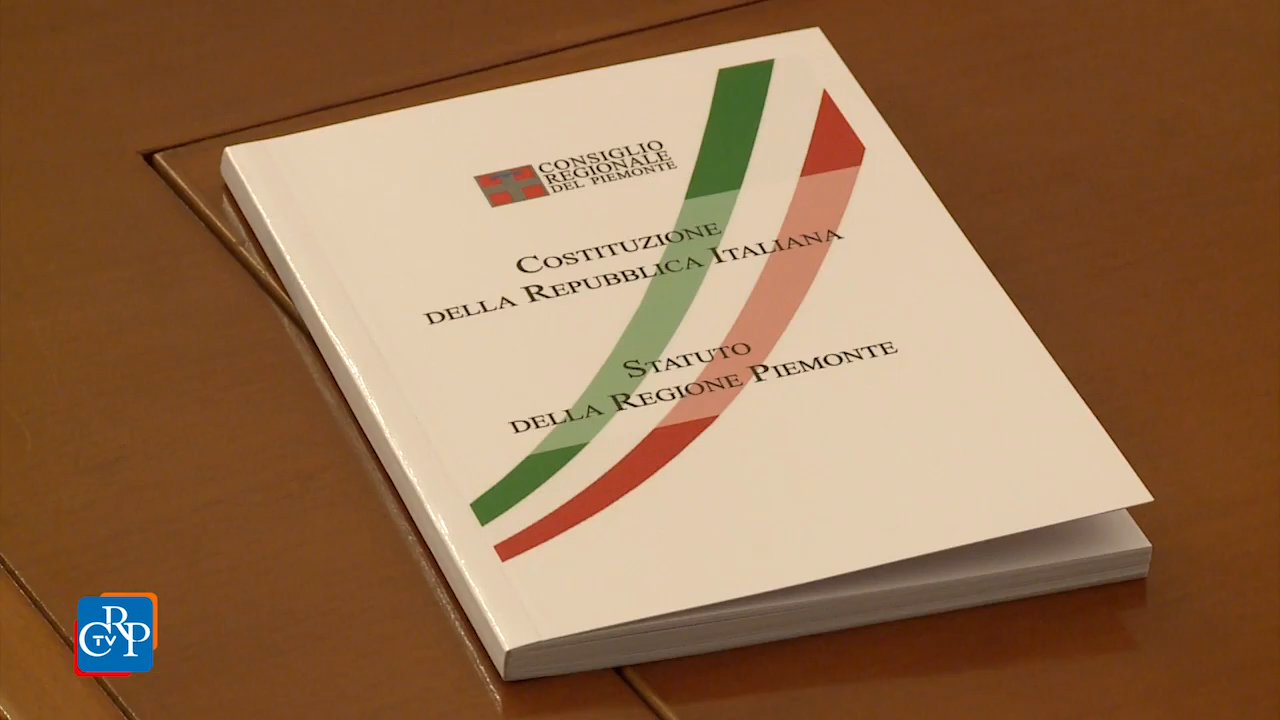 CONSIGLIO
REGIONALE
DEL PIEMONTE
COSTITUZIONE
DELLA REPUBBLICA ITALIANA
STATUTO
DELLA REGIONE PIEMONTE
CRP
TV